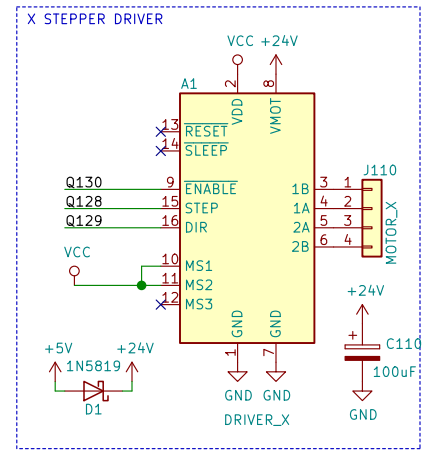 X STEPPER DRIVER
VCC +24V
A1
2 8
VDD VMOT
13 RESET
14 SLEEP
J110
Q130 9 ENABLE 1B 3 1
Q128 15 STEP 1A 4 2
Q129 16 DIR 2A 5 3
2B 6 4
MOTOR_X
VCC
10 MS1
11 MS2
12 MS3
+24V
GND GND
+
C110
100uF
+5V +24V
1N5819
D1
1 7
GND GND
GND
DRIVER_X